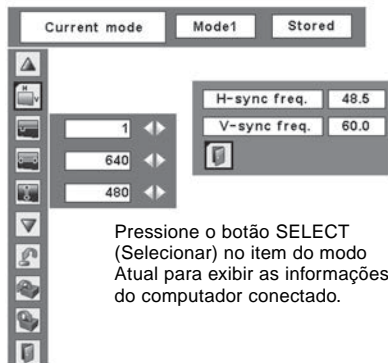 Current mode Mode1 Stored
H-sync freq. 48.5
V-sync freq. 60.0
1
640
480
Pressione o botão SELECT
(Selecionar) no item do modo
Atual para exibir as informações
do computador conectado.